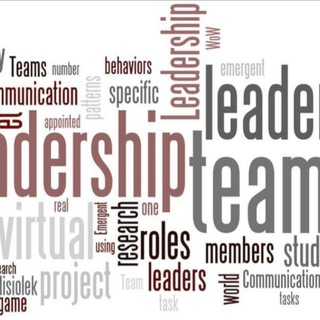 y Teams number behaviors Leadership WoW emergent
mmunication patterns specific leader
appointed
adership team
real Emergent research one
virtual using roles members stud
earch
lisiolek project Team leaders world Communication
game task tasks